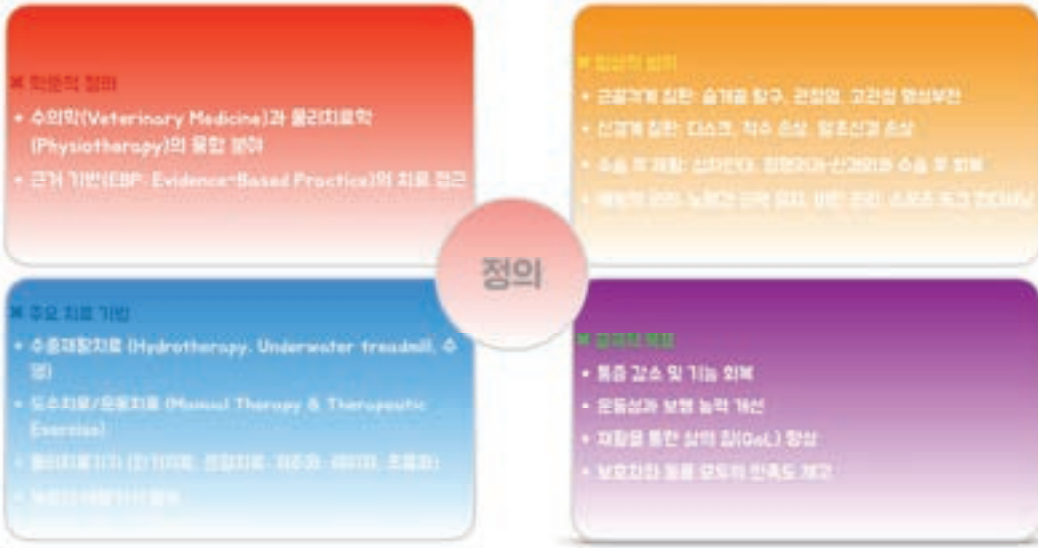 ✖ 학문적 정의
• 수의학(Veterinary Medicine)과 물리치료학
(Physiotherapy)의 융합 분야
• 근거 기반(EBP: Evidence-Based Practice)의 치료 접근
✖ 임상적 범위
• 근골격계 질환: 슬개골 탈구, 관절염, 고관절 형성부전
• 신경계 질환: 디스크, 척수 손상, 말초신경 손상
• 수술 후 재활: 십자인대, 정형외과·신경외과 수술 후 회복
정의
✖ 주요 치료 기법
• 수중재활치료 (Hydrotherapy, Underwater treadmill, 수
영)
• 도수치료/운동치료 (Manual Therapy & Therapeutic
Exercise)
✖ 궁극적 목표
• 통증 감소 및 기능 회복
• 운동성과 보행 능력 개선
• 재활을 통한 삶의 질(QoL) 향상
• 보호자와 동물 모두의 만족도 제고